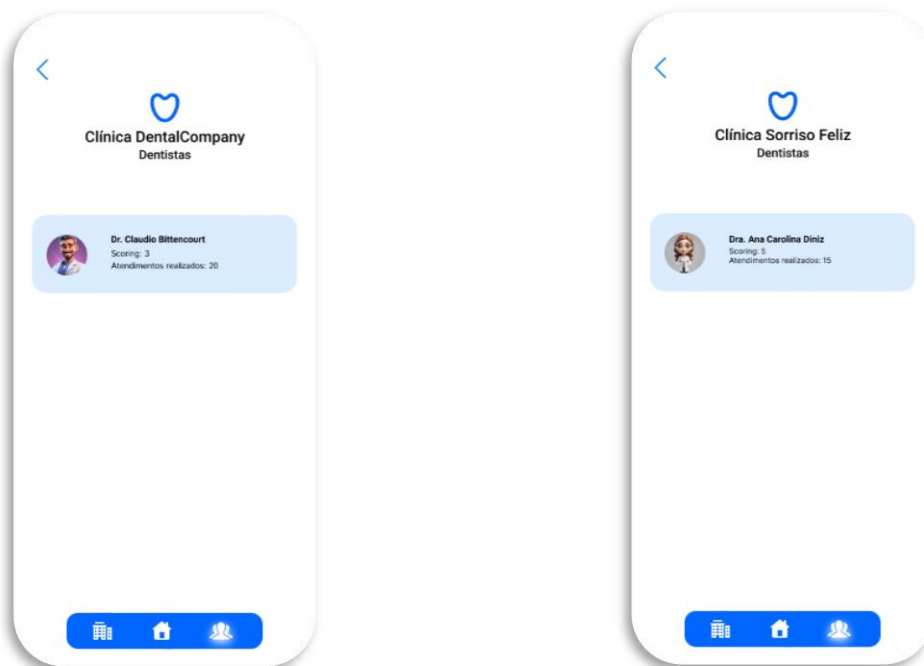 Clínica DentalCompany
Dentistas
Dr. Claudio Bittencourt
Scoring: 3
Atendimentos realizados: 20
Clínica Sorriso Feliz
Dentistas
Dra. Ana Carolina Diniz
Scoring: 5
Atendimentos realizados: 15